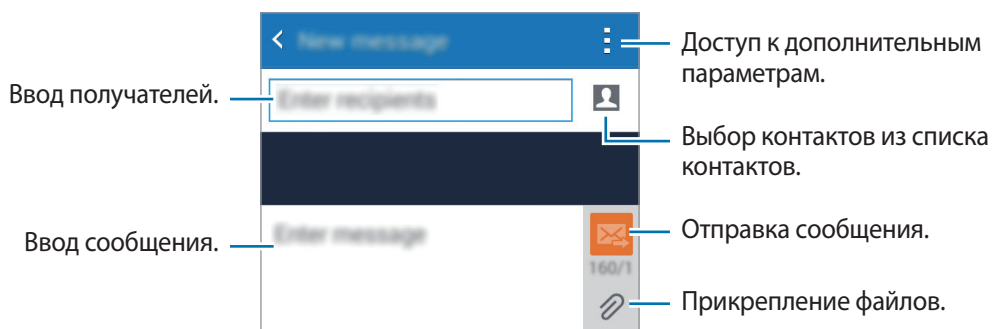 New message
Доступ к дополнительным
параметрам.
Ввод получателей.
Enter recipients
Выбор контактов из списка
контактов.
Ввод сообщения.
Enter message
Отправка сообщения.
160/1
Прикрепление файлов.